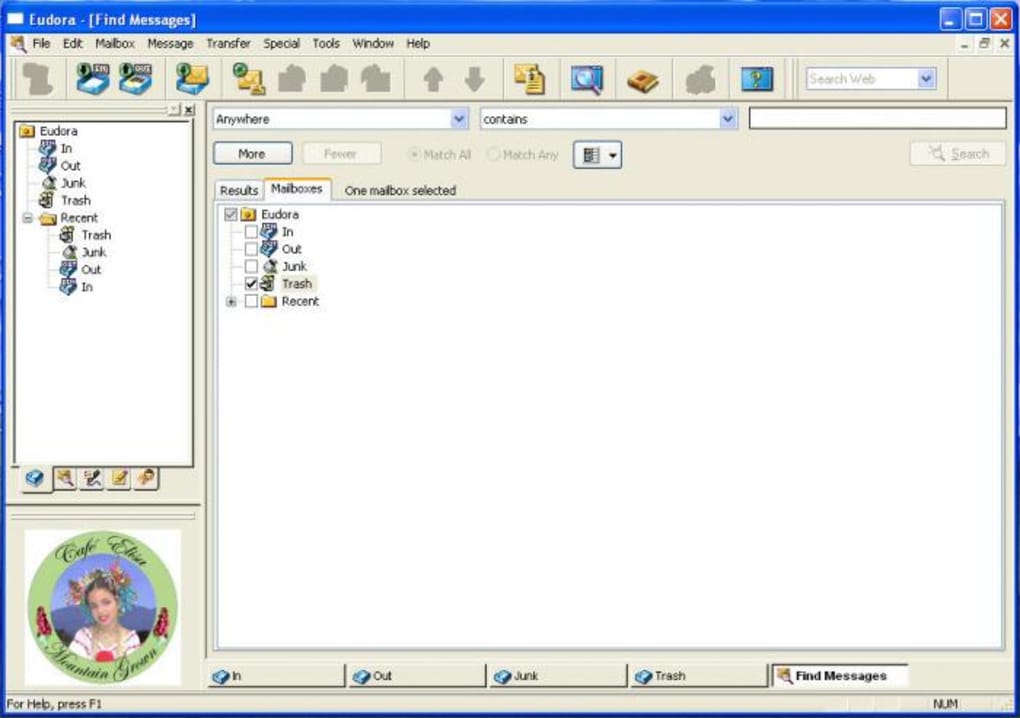 Eudora - [Find Messages]
File Edit Mailbox Message Transfer Special Tools Window Help
IN OUT
Search Web
Eudora
In
Out
Junk
Trash
Recent
Trash
Junk
Out
In
Anywhere contains
More Fewer Match All Match Any Search
Results Mailboxes One mailbox selected
Eudora
In
Out
Junk
Trash
Recent
Café Elisa
Mountain Grown
In Out Junk Trash Find Messages
For Help, press F1 NUM